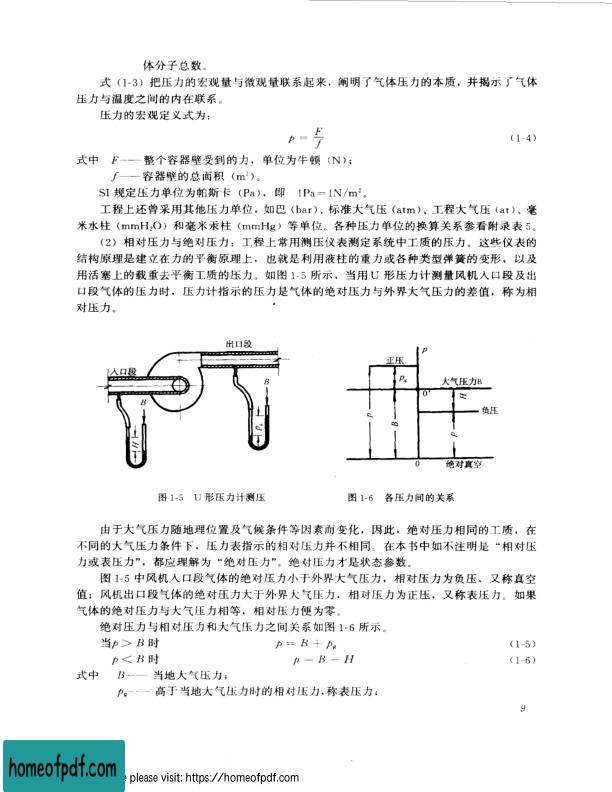 体分子总数。
式（1-3）把压力的宏观量与微观量联系起来，阐明了气体压力的本质，并揭示了气体
压力与温度之间的内在联系。
压力的宏观定义式为：
p = F/f （1-4）
式中 F——整个容器壁受到的力，单位为牛顿（N）；
f——容器壁的总面积（m²）。
SI 规定压力单位为帕斯卡（Pa），即 1Pa＝1N/m²。
工程上还曾采用其他压力单位，如巴（bar）、标准大气压（atm）、工程大气压（at）、毫
米水柱（mmH₂O）和毫米汞柱（mmHg）等单位。各种压力单位的换算关系参看附录表 5。
（2）相对压力与绝对压力：工程上常用测压仪表测定系统中工质的压力。这些仪表的
结构原理是建立在力的平衡原理上，也就是利用液柱的重力或各种类型弹簧的变形，以及
用活塞上的载重去平衡工质的压力。如图 1-5 所示，当用 U 形压力计测量风机入口段及出
口段气体的压力时，压力计指示的压力是气体的绝对压力与外界大气压力的差值，称为相
对压力。
出口段
入口段
B
B
H
pg
p
正压
pg
大气压力B
0'
H
负压
p
B
p
0
绝对真空
图 1-5 U 形压力计测压
图 1-6 各压力间的关系
由于大气压力随地理位置及气候条件等因素而变化，因此，绝对压力相同的工质，在
不同的大气压力条件下，压力表指示的相对压力并不相同。在本书中如不注明是“相对压
力或表压力”，都应理解为“绝对压力”。绝对压力才是状态参数。
图 1-5 中风机入口段气体的绝对压力小于外界大气压力，相对压力为负压，又称真空
值；风机出口段气体的绝对压力大于外界大气压力，相对压力为正压，又称表压力。如果
气体的绝对压力与大气压力相等，相对压力便为零。
绝对压力与相对压力和大气压力之间关系如图 1-6 所示。
当p＞B 时 p = B + pg （1-5）
p＜B 时 p = B − H （1-6）
式中 B——当地大气压力；
pg——高于当地大气压力时的相对压力，称表压力；
9
homeofpdf.com
please visit: https://homeofpdf.com